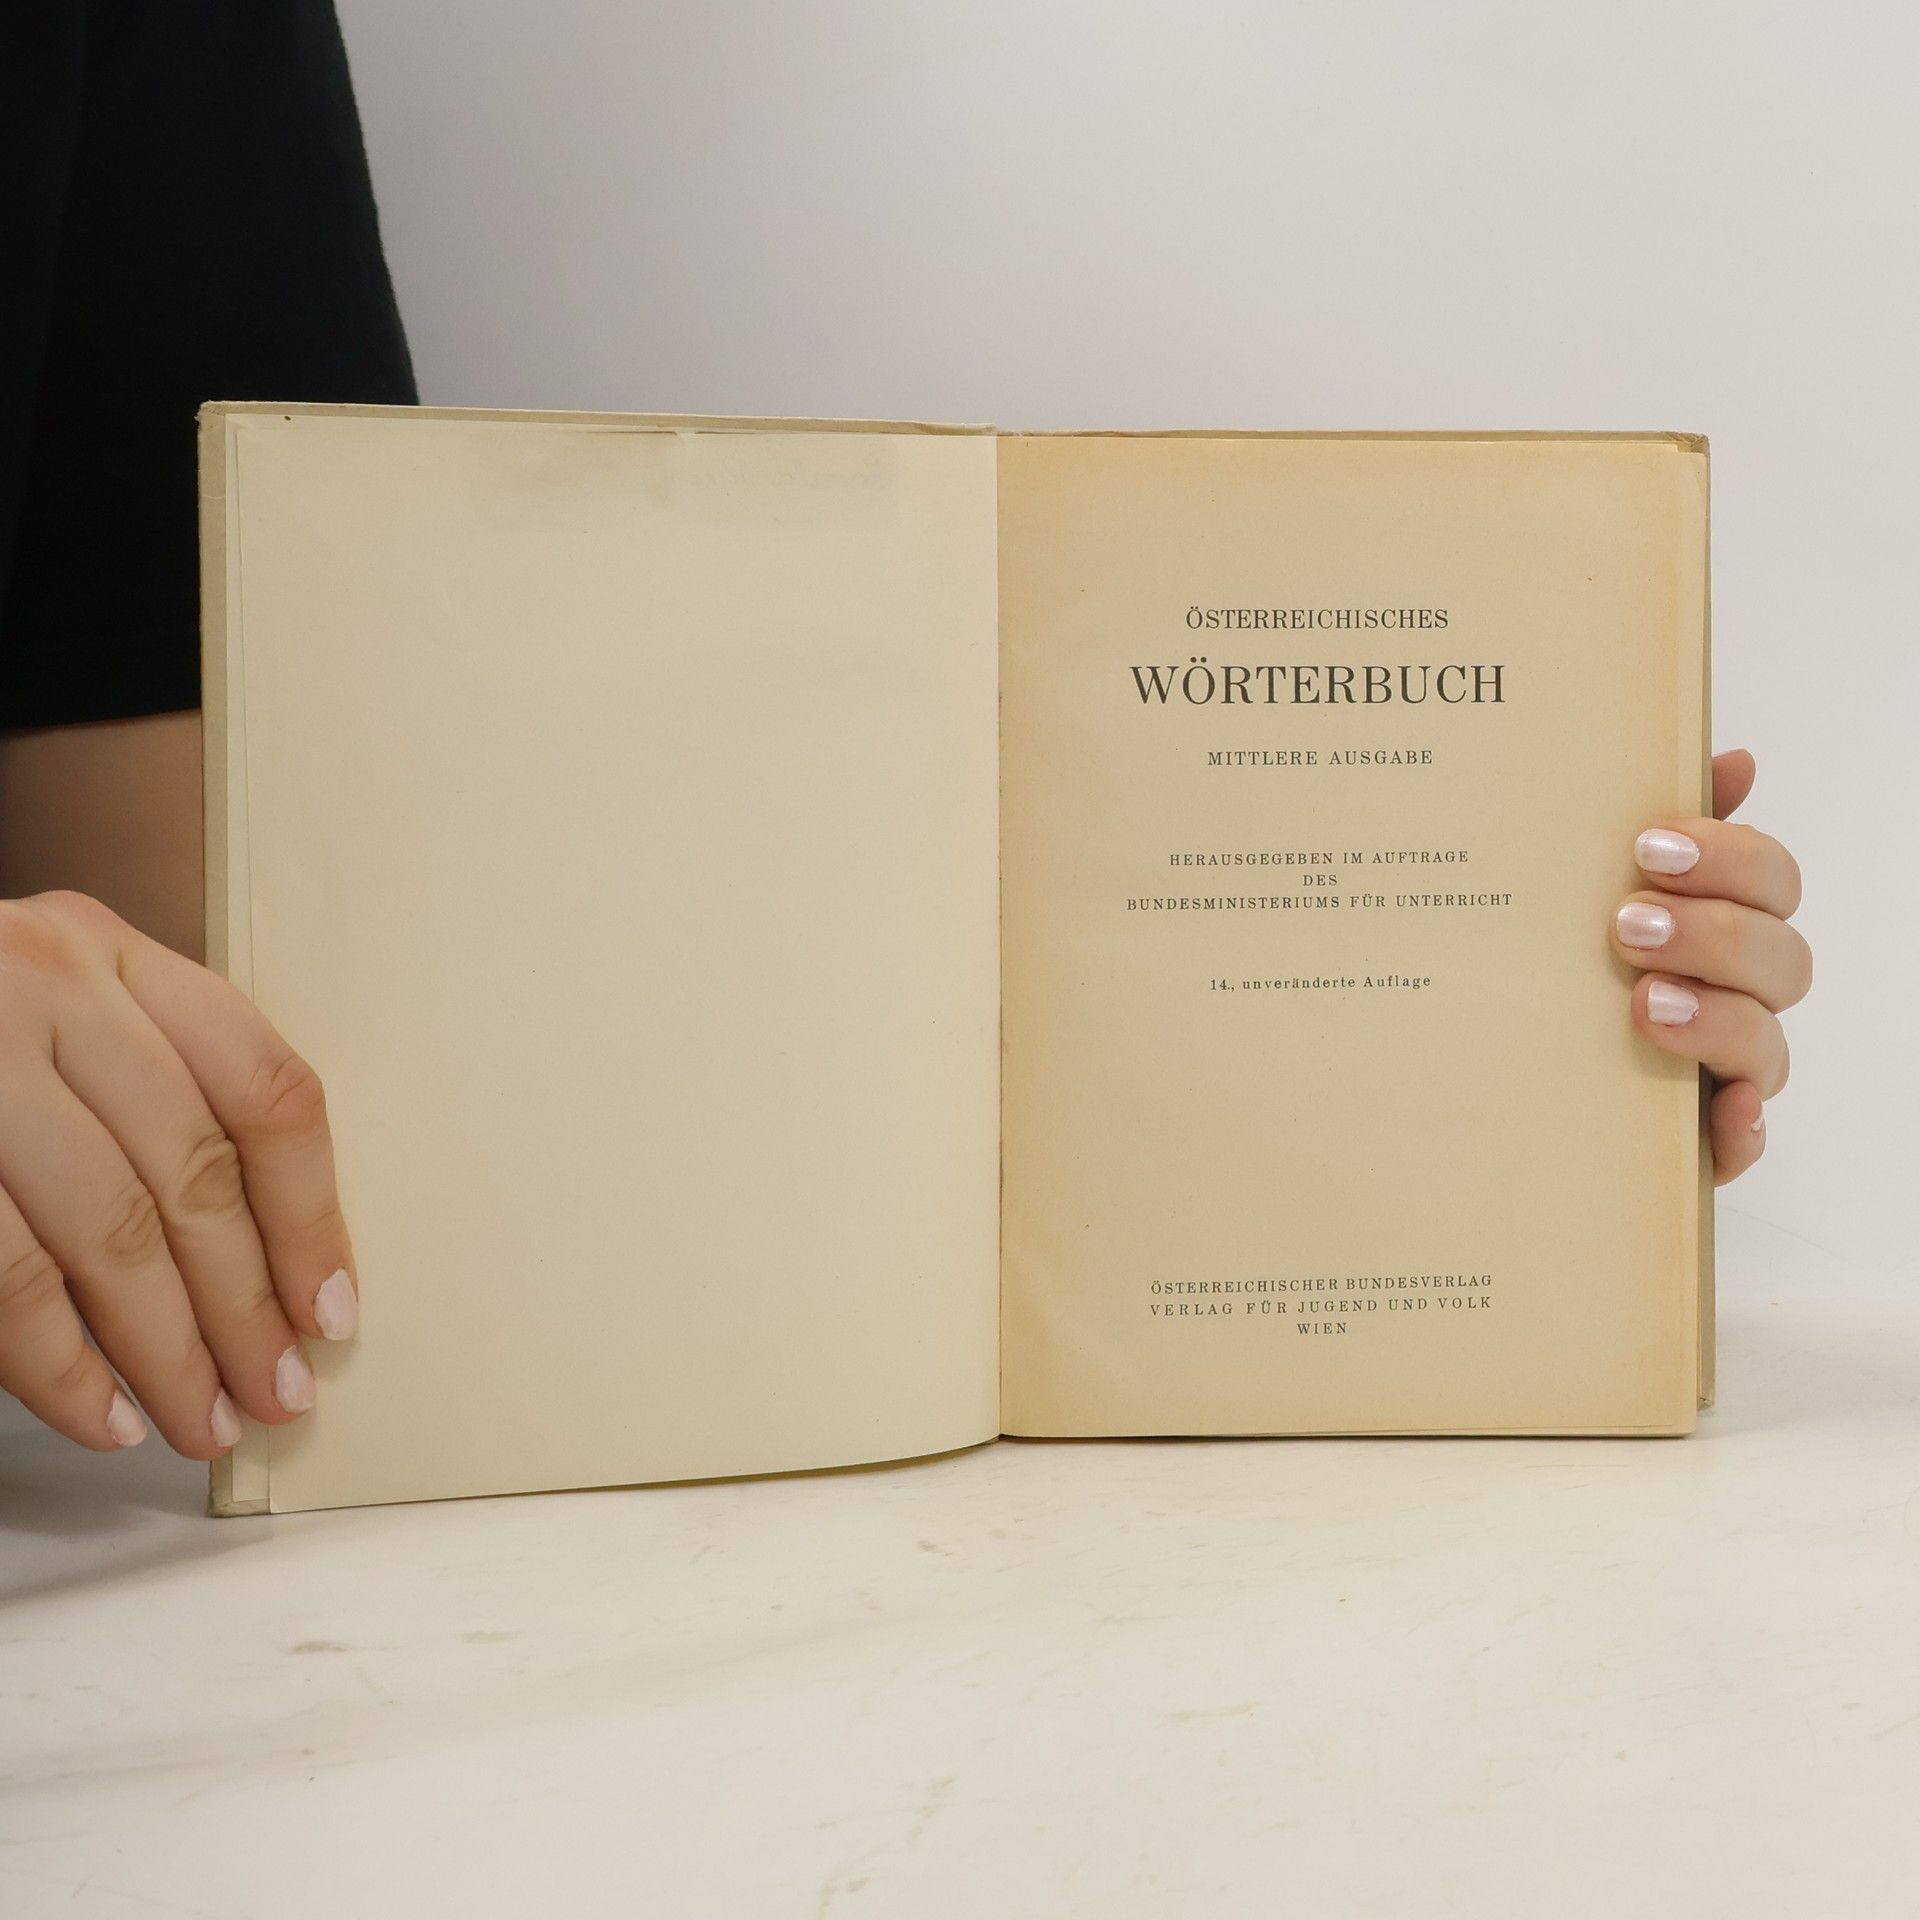 ÖSTERREICHISCHES
WÖRTERBUCH
MITTLERE AUSGABE
HERAUSGEGEBEN IM AUFTRAGE
DES
BUNDESMINISTERIUMS FÜR UNTERRICHT
14., unveränderte Auflage
ÖSTERREICHISCHER BUNDESVERLAG
VERLAG FÜR JUGEND UND VOLK
WIEN